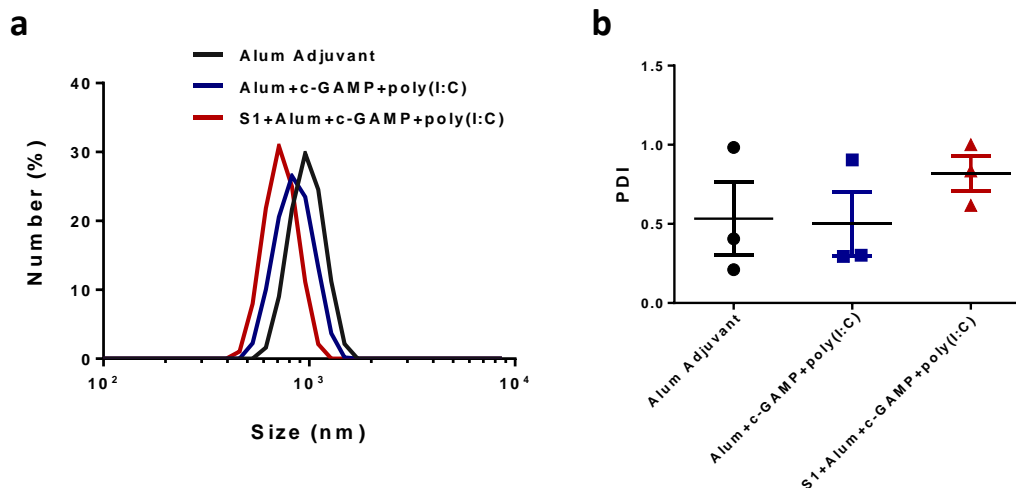 a
Alum Adjuvant
Alum+c-GAMP+poly(I:C)
S1+Alum+c-GAMP+poly(I:C)
Number (%)
40
30
20
10
0
10²
10³
10⁴
Size (nm)
b
PDI
1.5
1.0
0.5
0.0
Alum Adjuvant
Alum+c-GAMP+poly(I:C)
S1+Alum+c-GAMP+poly(I:C)